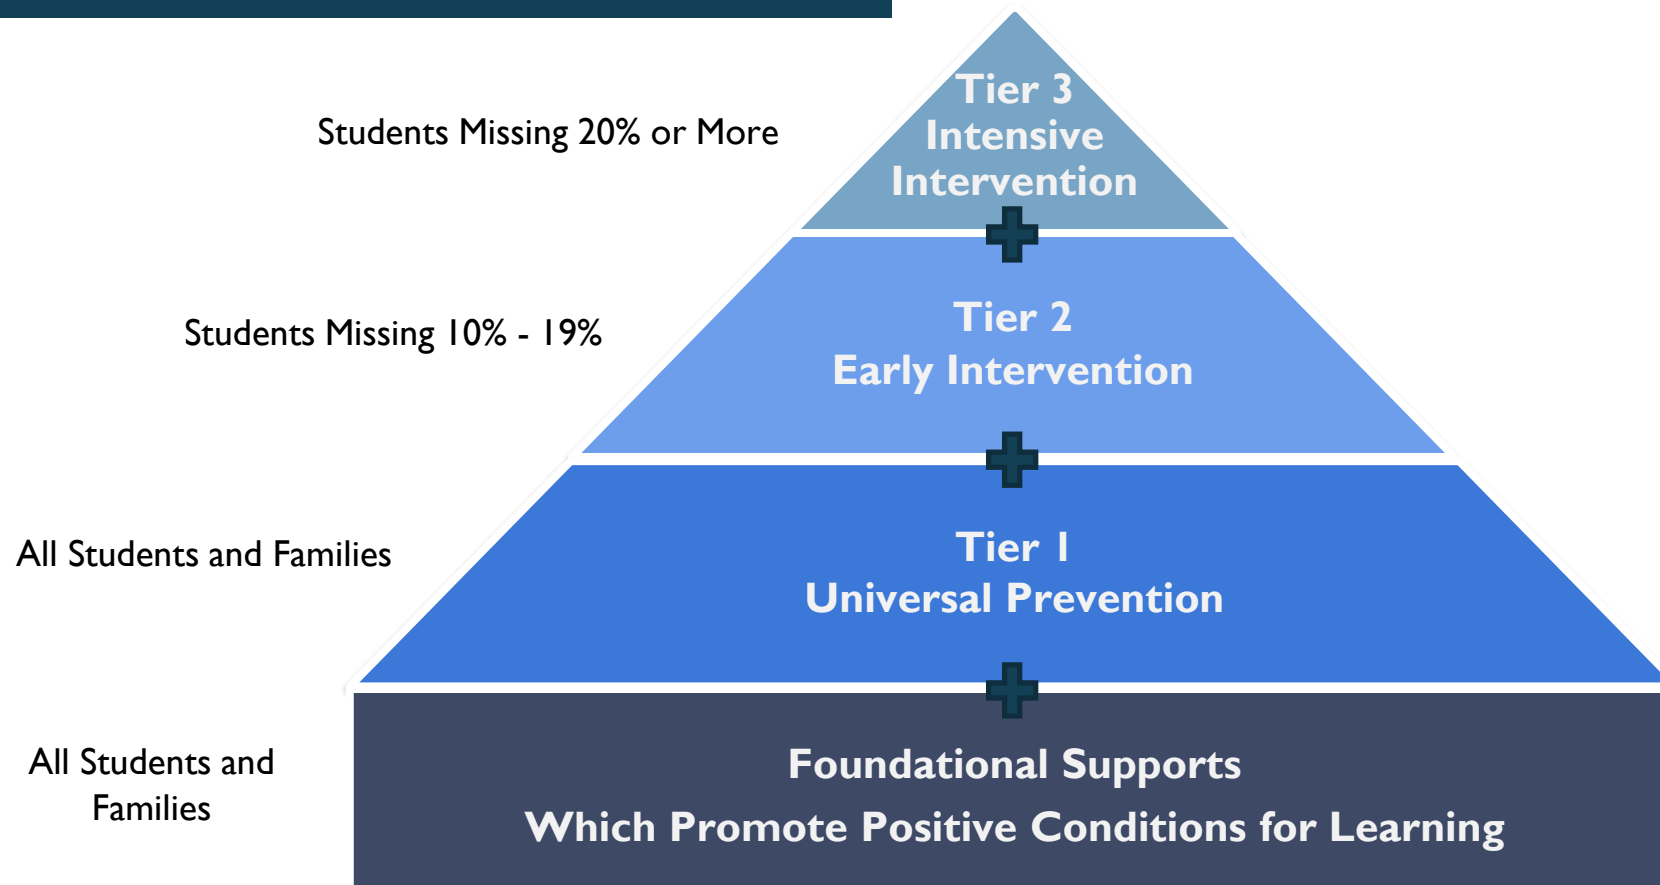 Students Missing 20% or More
Tier 3
Intensive
Intervention
Students Missing 10% - 19%
Tier 2
Early Intervention
All Students and Families
Tier 1
Universal Prevention
All Students and
Families
Foundational Supports
Which Promote Positive Conditions for Learning